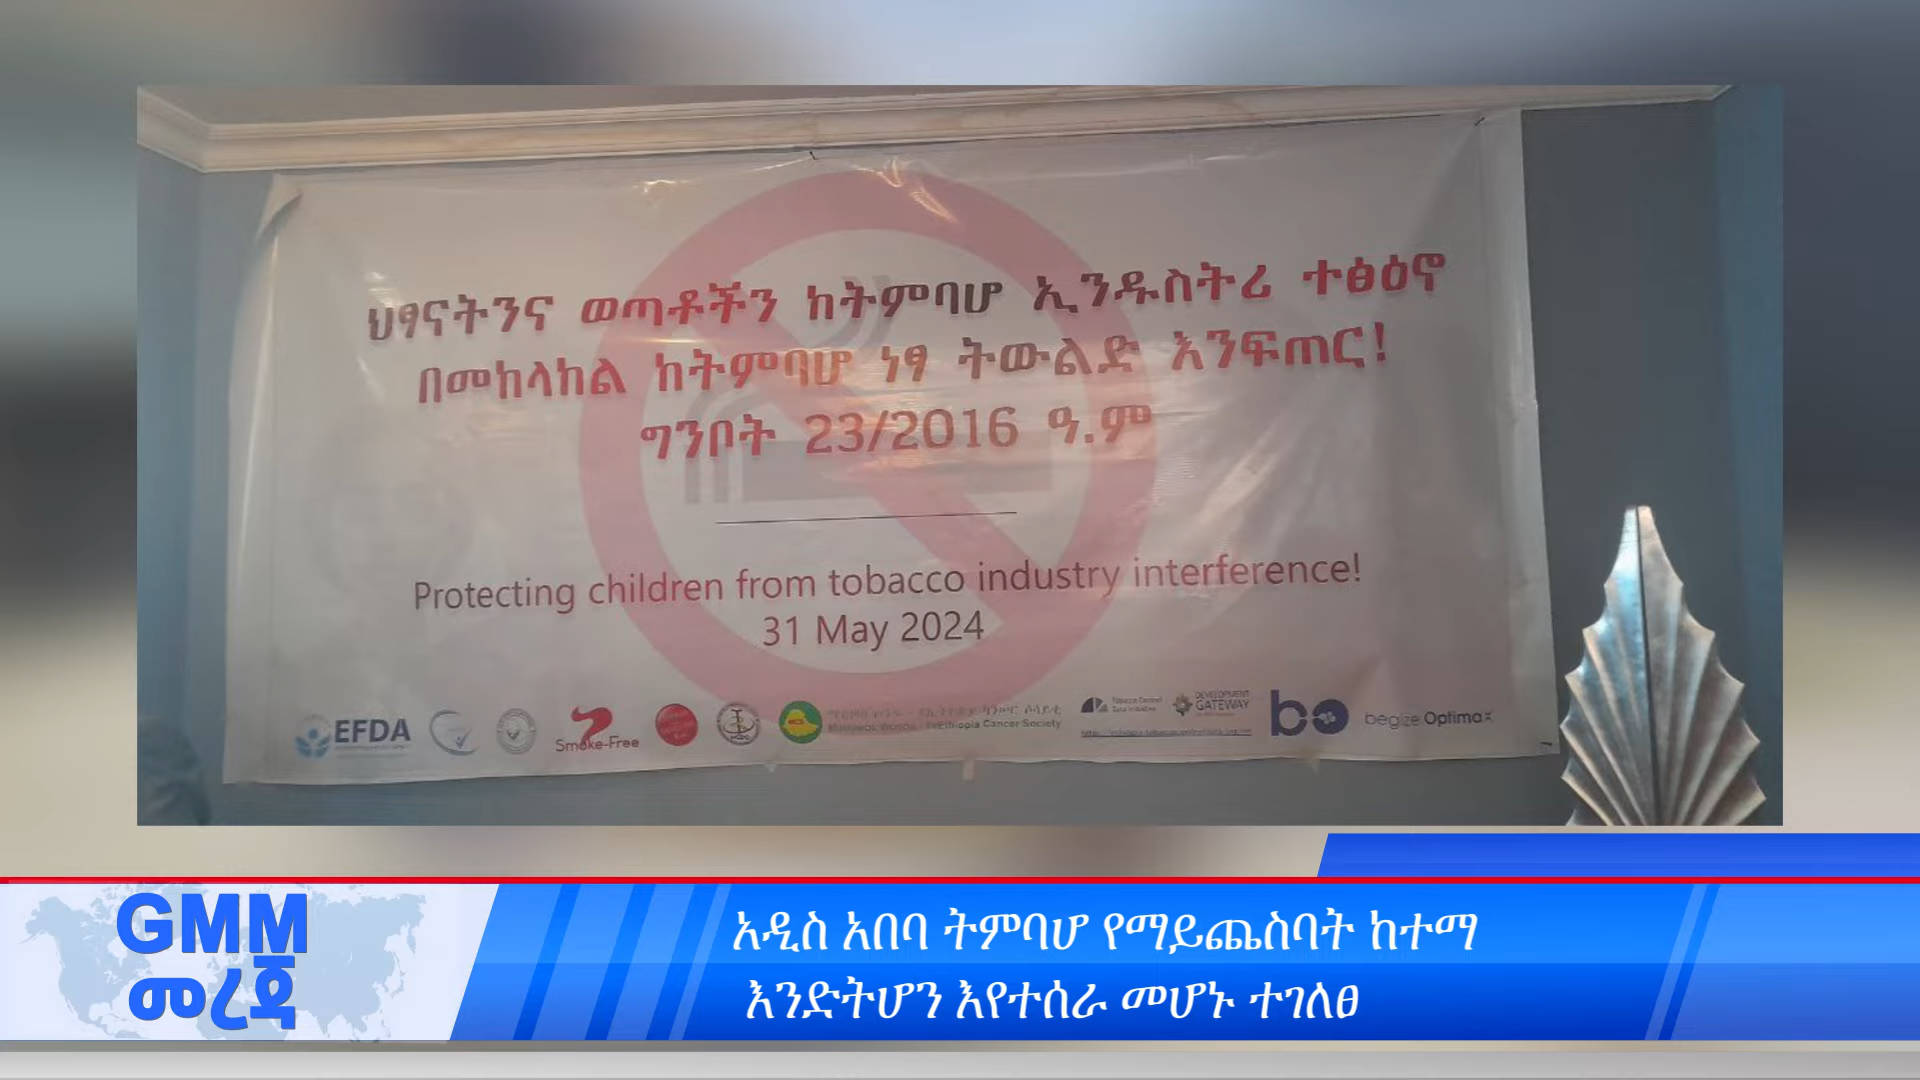 ህፃናትንና ወጣቶችን ከትምባሆ ኢንዱስትሪ ተፅዕኖ
በመከላከል ከትምባሆ ነፃ ትውልድ እንፍጠር!
ግንቦት 23/2016 ዓ.ም
Protecting children from tobacco industry interference!
31 May 2024
EFDA
Smoke-Free
Ethiopia Cancer Society
DEVELOPMENT
GATEWAY
begize Optimax
GMM
መረጃ
አዲስ አበባ ትምባሆ የማይጨስባት ከተማ
እንድትሆን እየተሰራ መሆኑ ተገለፀ